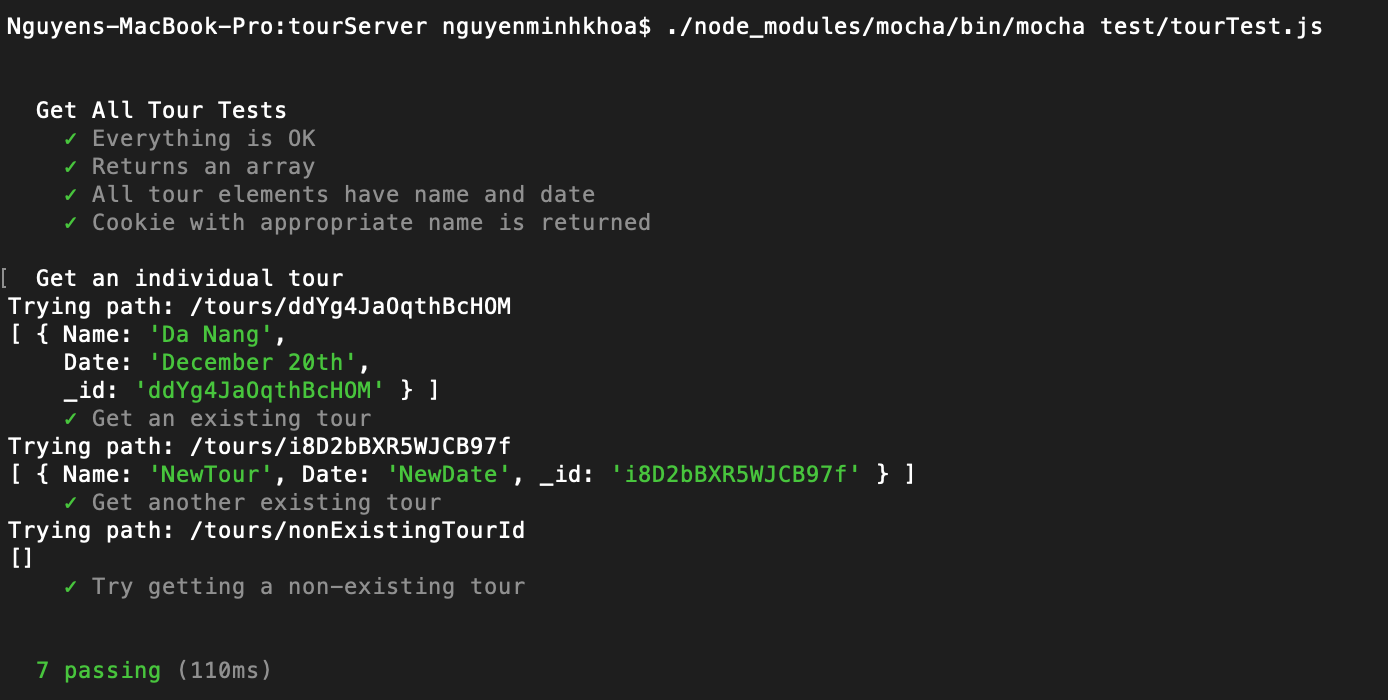 Nguyens-MacBook-Pro:tourServer nguyenminhkhoa$ ./node_modules/mocha/bin/mocha test/tourTest.js
Get All Tour Tests
✓ Everything is OK
✓ Returns an array
✓ All tour elements have name and date
✓ Cookie with appropriate name is returned
[ Get an individual tour
Trying path: /tours/ddYg4JaOqthBcHOM
[ { Name: 'Da Nang',
Date: 'December 20th',
_id: 'ddYg4JaOqthBcHOM' } ]
✓ Get an existing tour
Trying path: /tours/i8D2bBXR5WJCB97f
[ { Name: 'NewTour', Date: 'NewDate', _id: 'i8D2bBXR5WJCB97f' } ]
✓ Get another existing tour
Trying path: /tours/nonExistingTourId
[]
✓ Try getting a non-existing tour
7 passing (110ms)